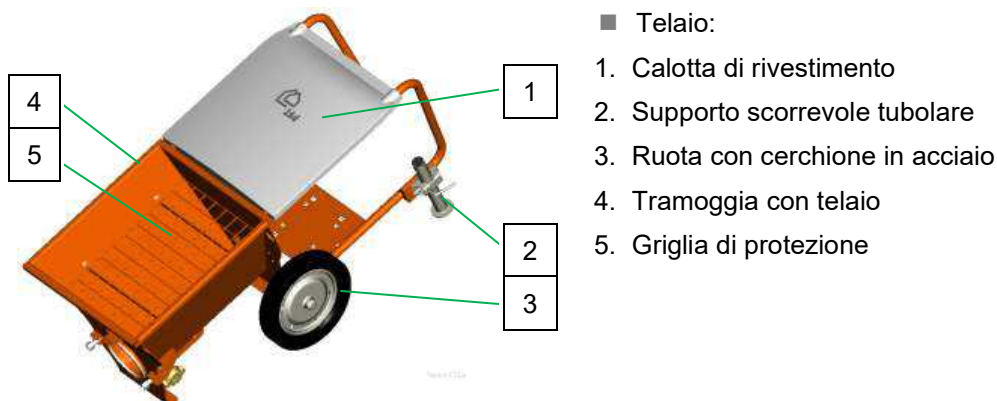 4
5
1
2
3
PFT
■ Telaio:
1. Calotta di rivestimento
2. Supporto scorrevole tubolare
3. Ruota con cerchione in acciaio
4. Tramoggia con telaio
5. Griglia di protezione